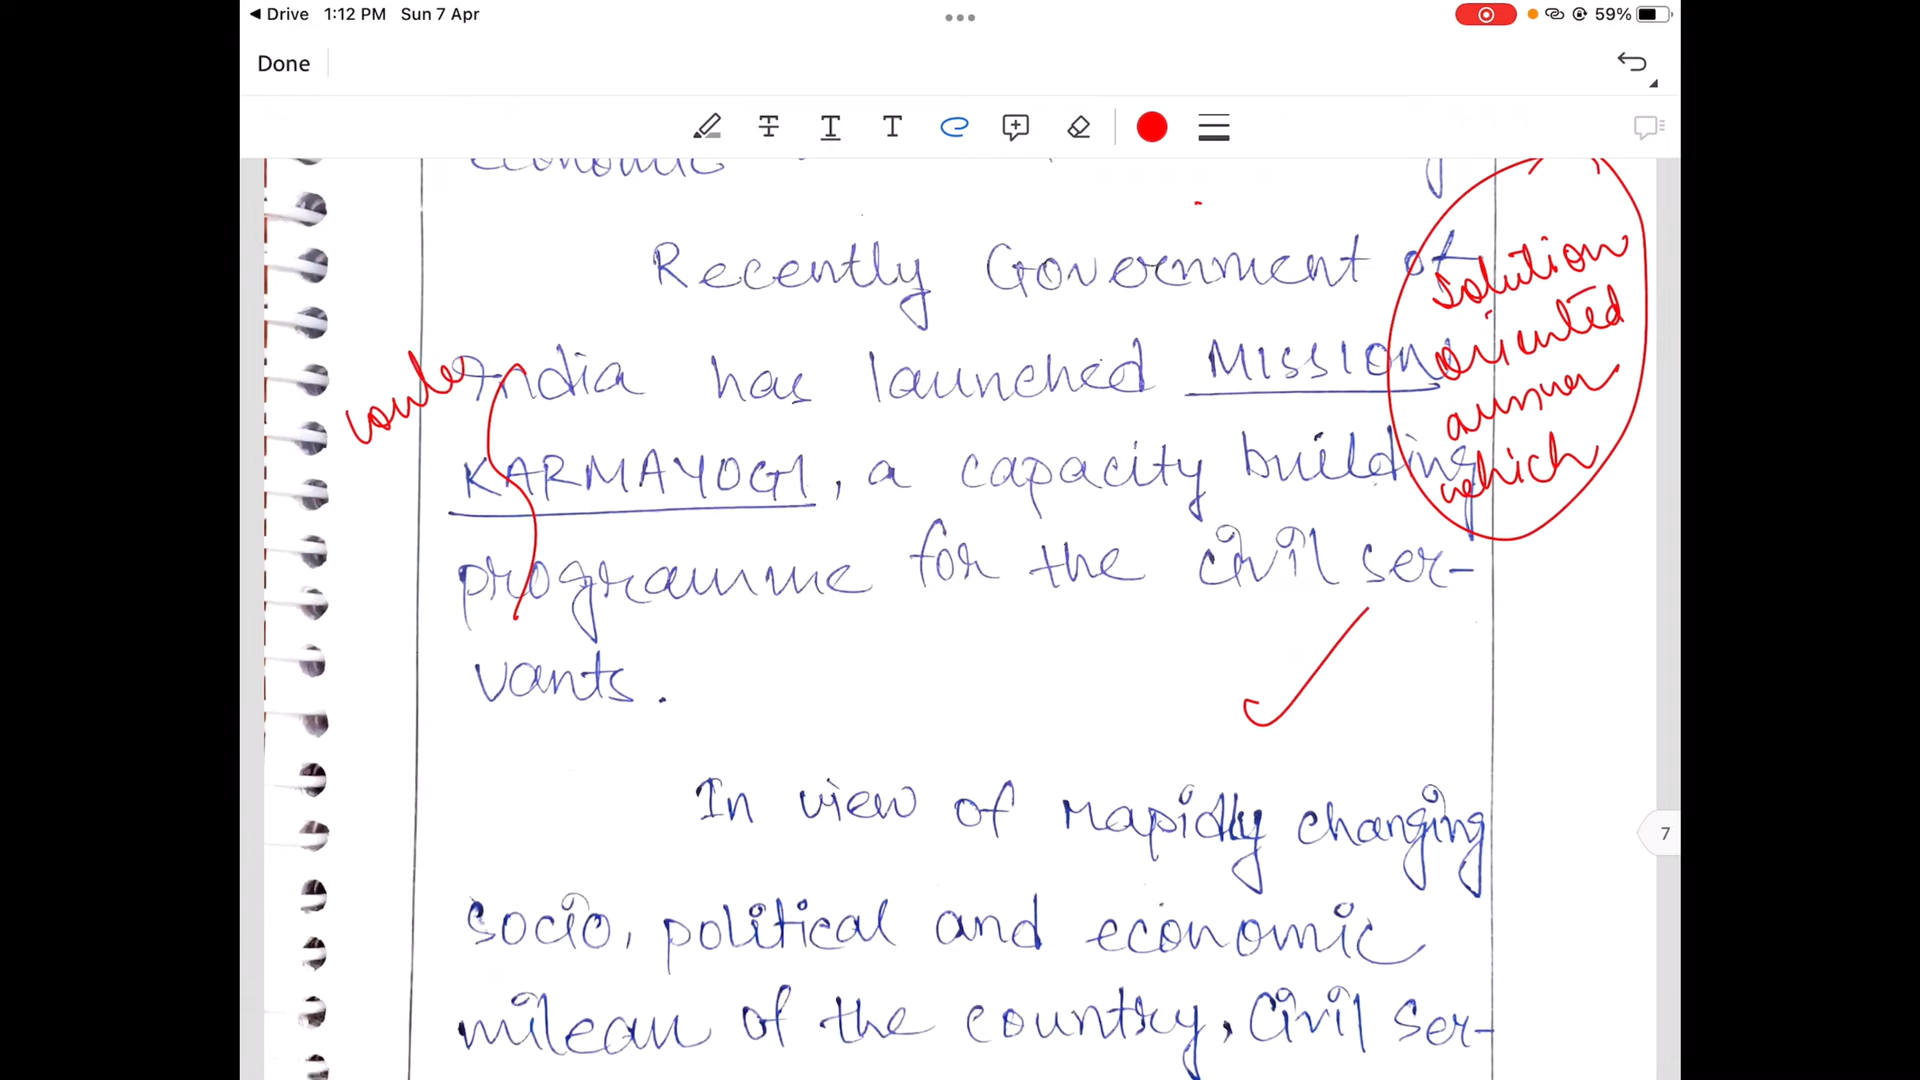 Drive 1:12 PM Sun 7 Apr
59%
Done
economic
Recently Government of
India has launched MISSION
KARMAYOGI, a capacity building
programme for the civil ser-
vants.
In view of rapidly changing
socio, political and economic
mileau of the country, Civil ser-
solution
oriented
answer
which
7